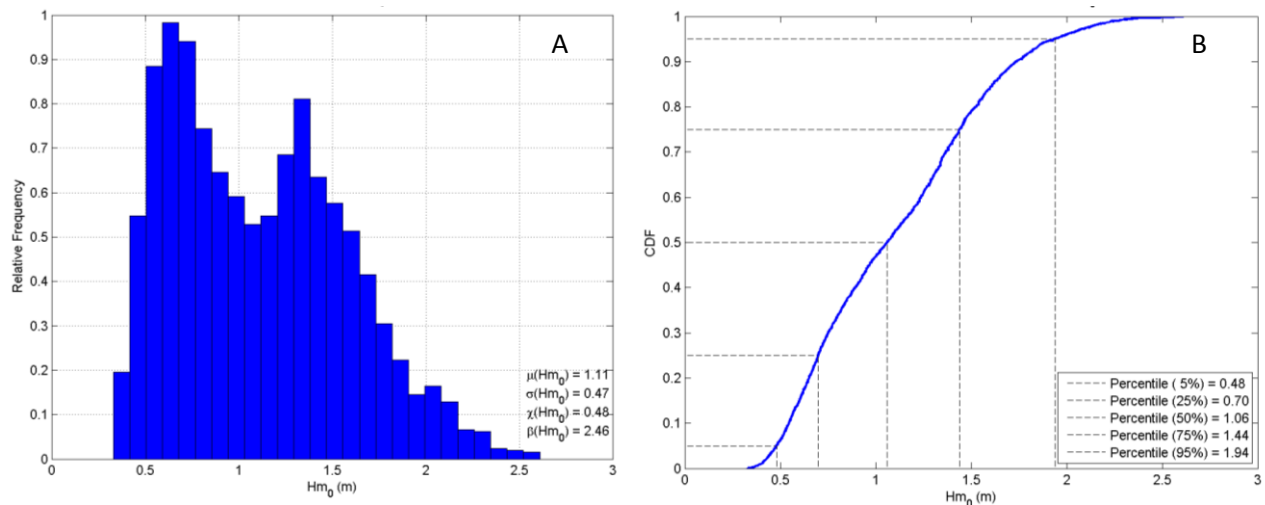 A
1
0.9
0.8
0.7
0.6
0.5
0.4
0.3
0.2
0.1
0
Relative Frequency
μ(Hm0) = 1.11
σ(Hm0) = 0.47
χ(Hm0) = 0.48
β(Hm0) = 2.46
0 0.5 1 1.5 2 2.5 3
Hm0 (m)
B
1
0.9
0.8
0.7
0.6
0.5
0.4
0.3
0.2
0.1
0
CDF
Percentile ( 5%) = 0.48
Percentile (25%) = 0.70
Percentile (50%) = 1.06
Percentile (75%) = 1.44
Percentile (95%) = 1.94
0 0.5 1 1.5 2 2.5 3
Hm0 (m)